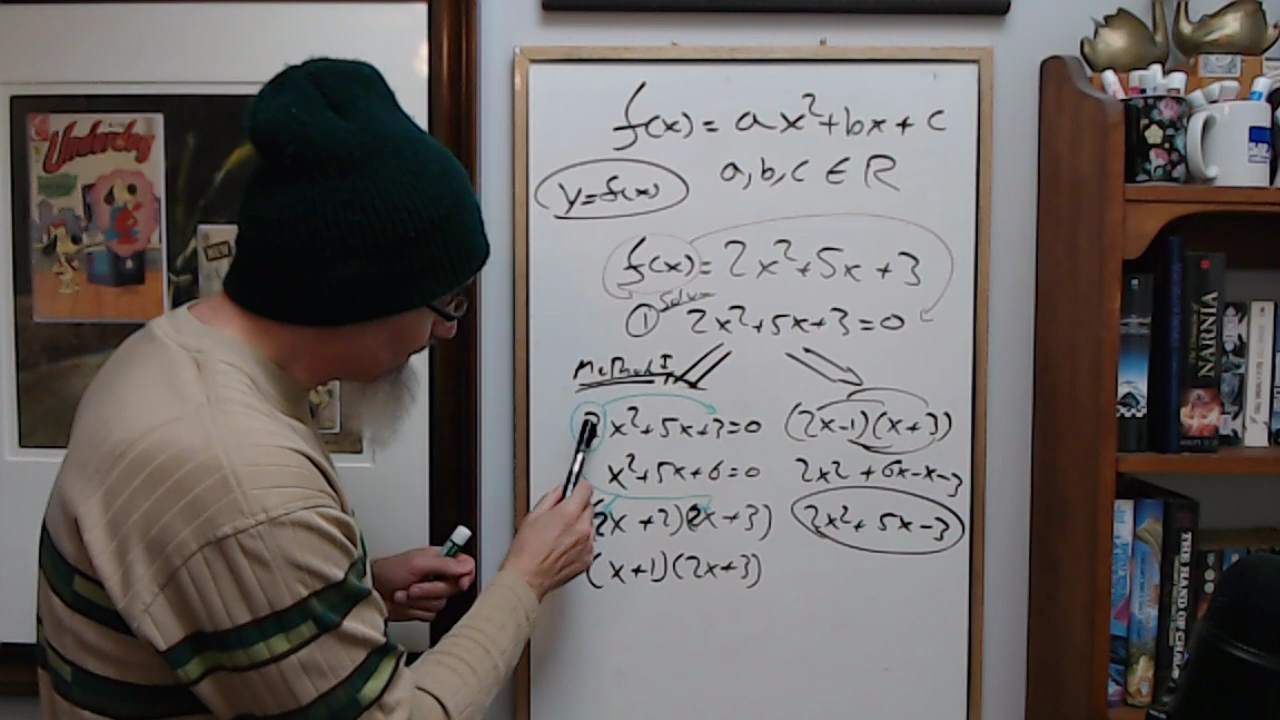 f(x) = ax²+bx+c
a,b,c ∈ R
y=f(x)
f(x) = 2x²+5x+3
① Solve 2x²+5x+3=0
Method I
2x²+5x+3=0
x²+5x+6=0
(2x+2)(2x+3)
(x+1)(2x+3)
(2x-1)(x+3)
2x²+6x-x-3
2x²+5x-3
Underdog
NEW
NARNIA
THE HAND OF